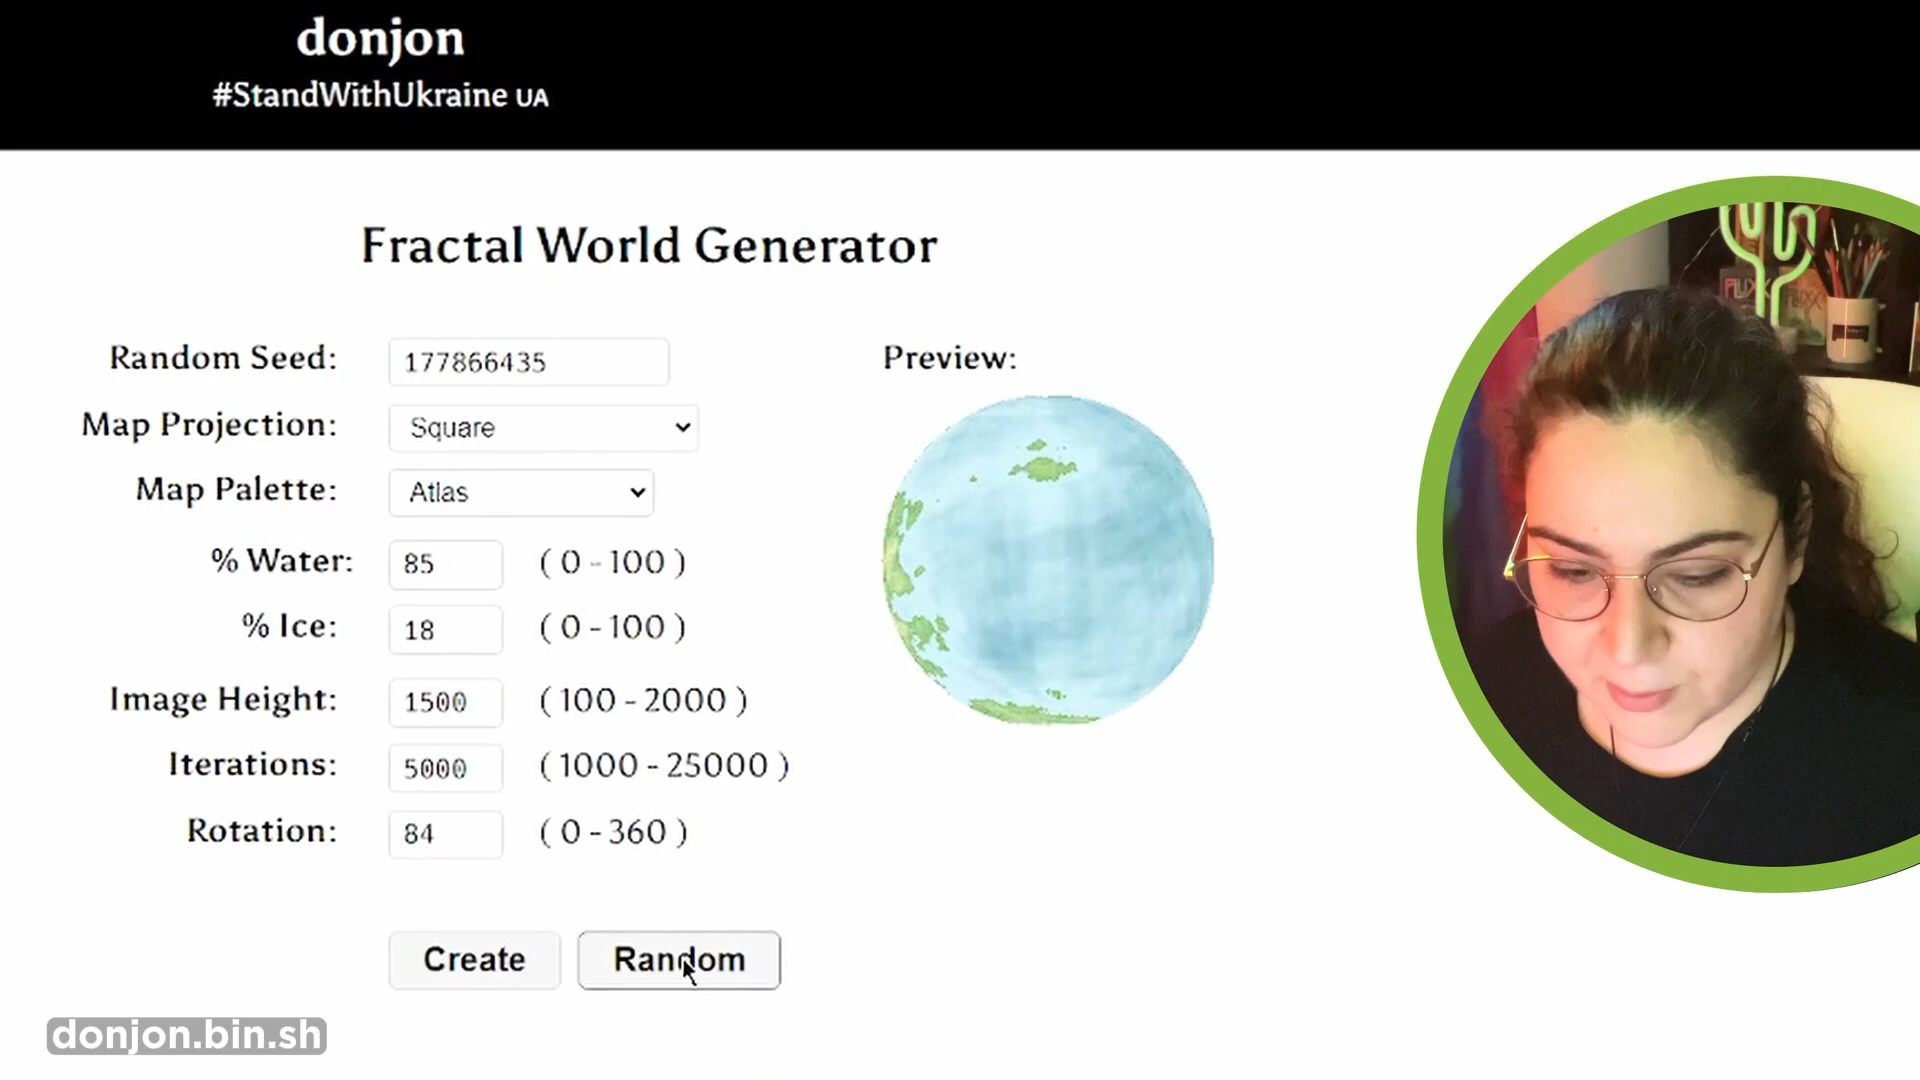 donjon
#StandWithUkraine UA
Fractal World Generator
Random Seed: 177866435
Preview:
Map Projection: Square
Map Palette: Atlas
% Water: 85 ( 0 - 100 )
% Ice: 18 ( 0 - 100 )
Image Height: 1500 ( 100 - 2000 )
Iterations: 5000 ( 1000 - 25000 )
Rotation: 84 ( 0 - 360 )
Create Random
donjon.bin.sh
FLUXX